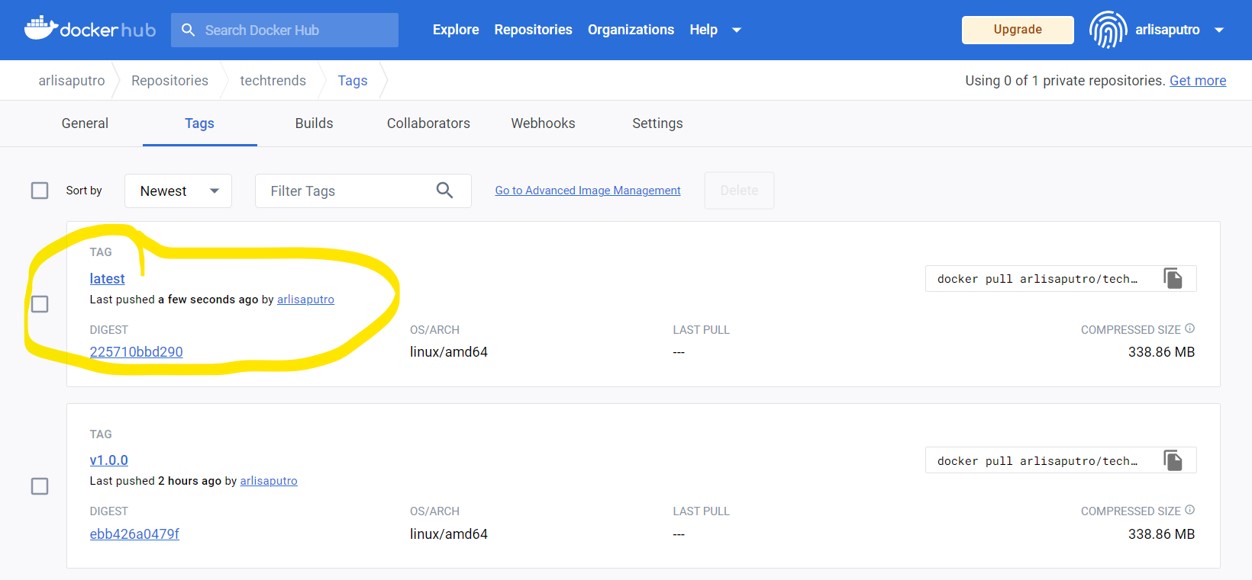 docker hub Search Docker Hub Explore Repositories Organizations Help Upgrade arlisaputro
arlisaputro Repositories techtrends Tags Using 0 of 1 private repositories. Get more
General Tags Builds Collaborators Webhooks Settings
Sort by Newest Filter Tags Go to Advanced Image Management Delete
TAG
latest docker pull arlisaputro/tech…
Last pushed a few seconds ago by arlisaputro
DIGEST OS/ARCH LAST PULL COMPRESSED SIZE
225710bbd290 linux/amd64 --- 338.86 MB
TAG
v1.0.0 docker pull arlisaputro/tech…
Last pushed 2 hours ago by arlisaputro
DIGEST OS/ARCH LAST PULL COMPRESSED SIZE
ebb426a0479f linux/amd64 --- 338.86 MB